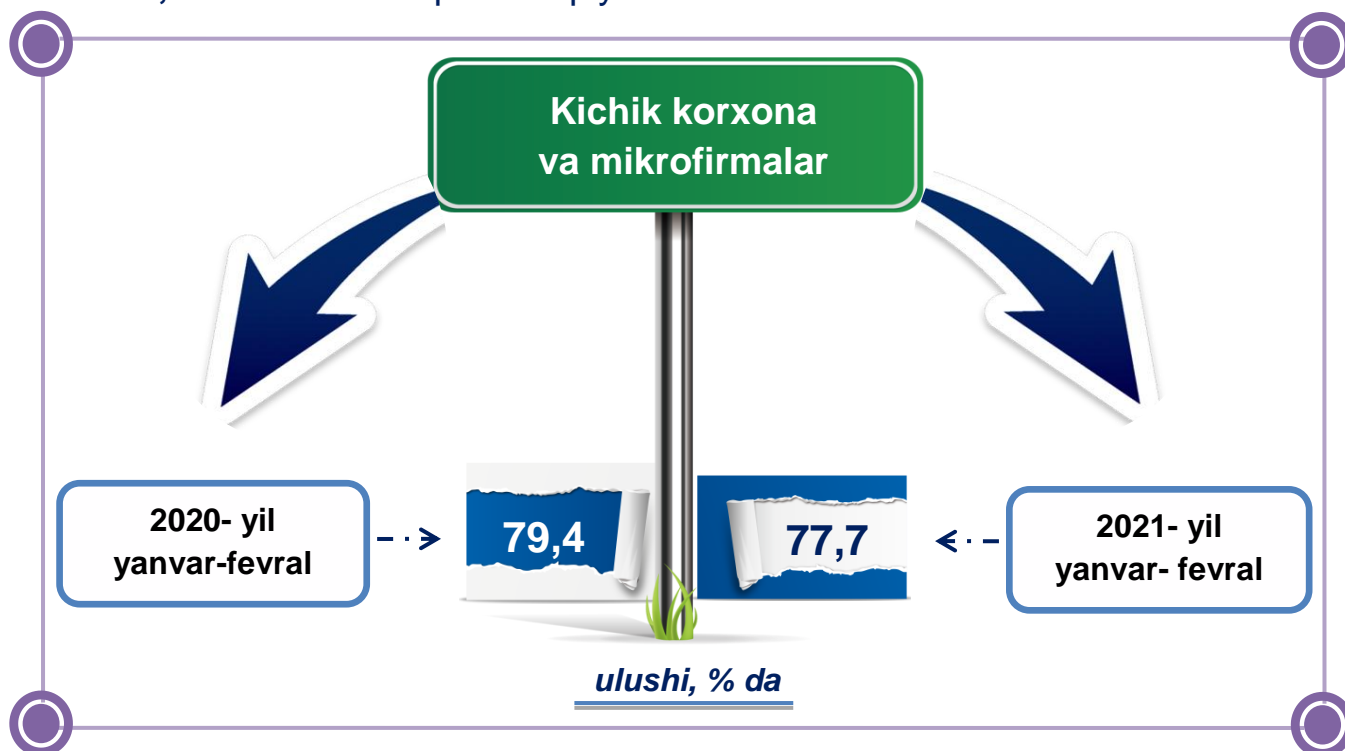 Kichik korxona
va mikrofirmalar
2020- yil
yanvar-fevral
79,4
77,7
2021- yil
yanvar- fevral
ulushi, % da